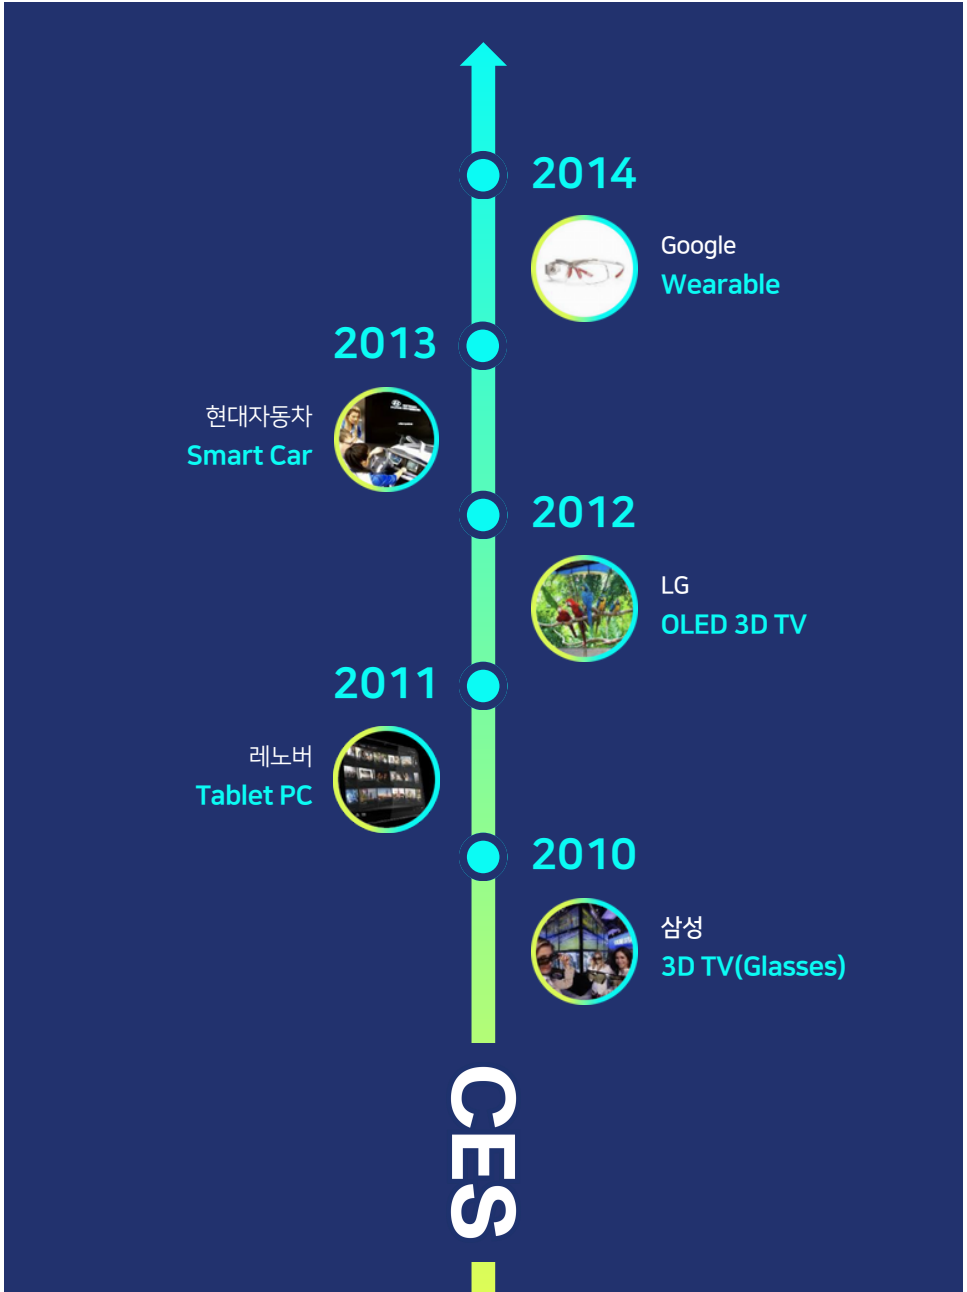 2014
Google
Wearable
2013
현대자동차
Smart Car
2012
LG
OLED 3D TV
2011
레노버
Tablet PC
2010
삼성
3D TV(Glasses)
CES